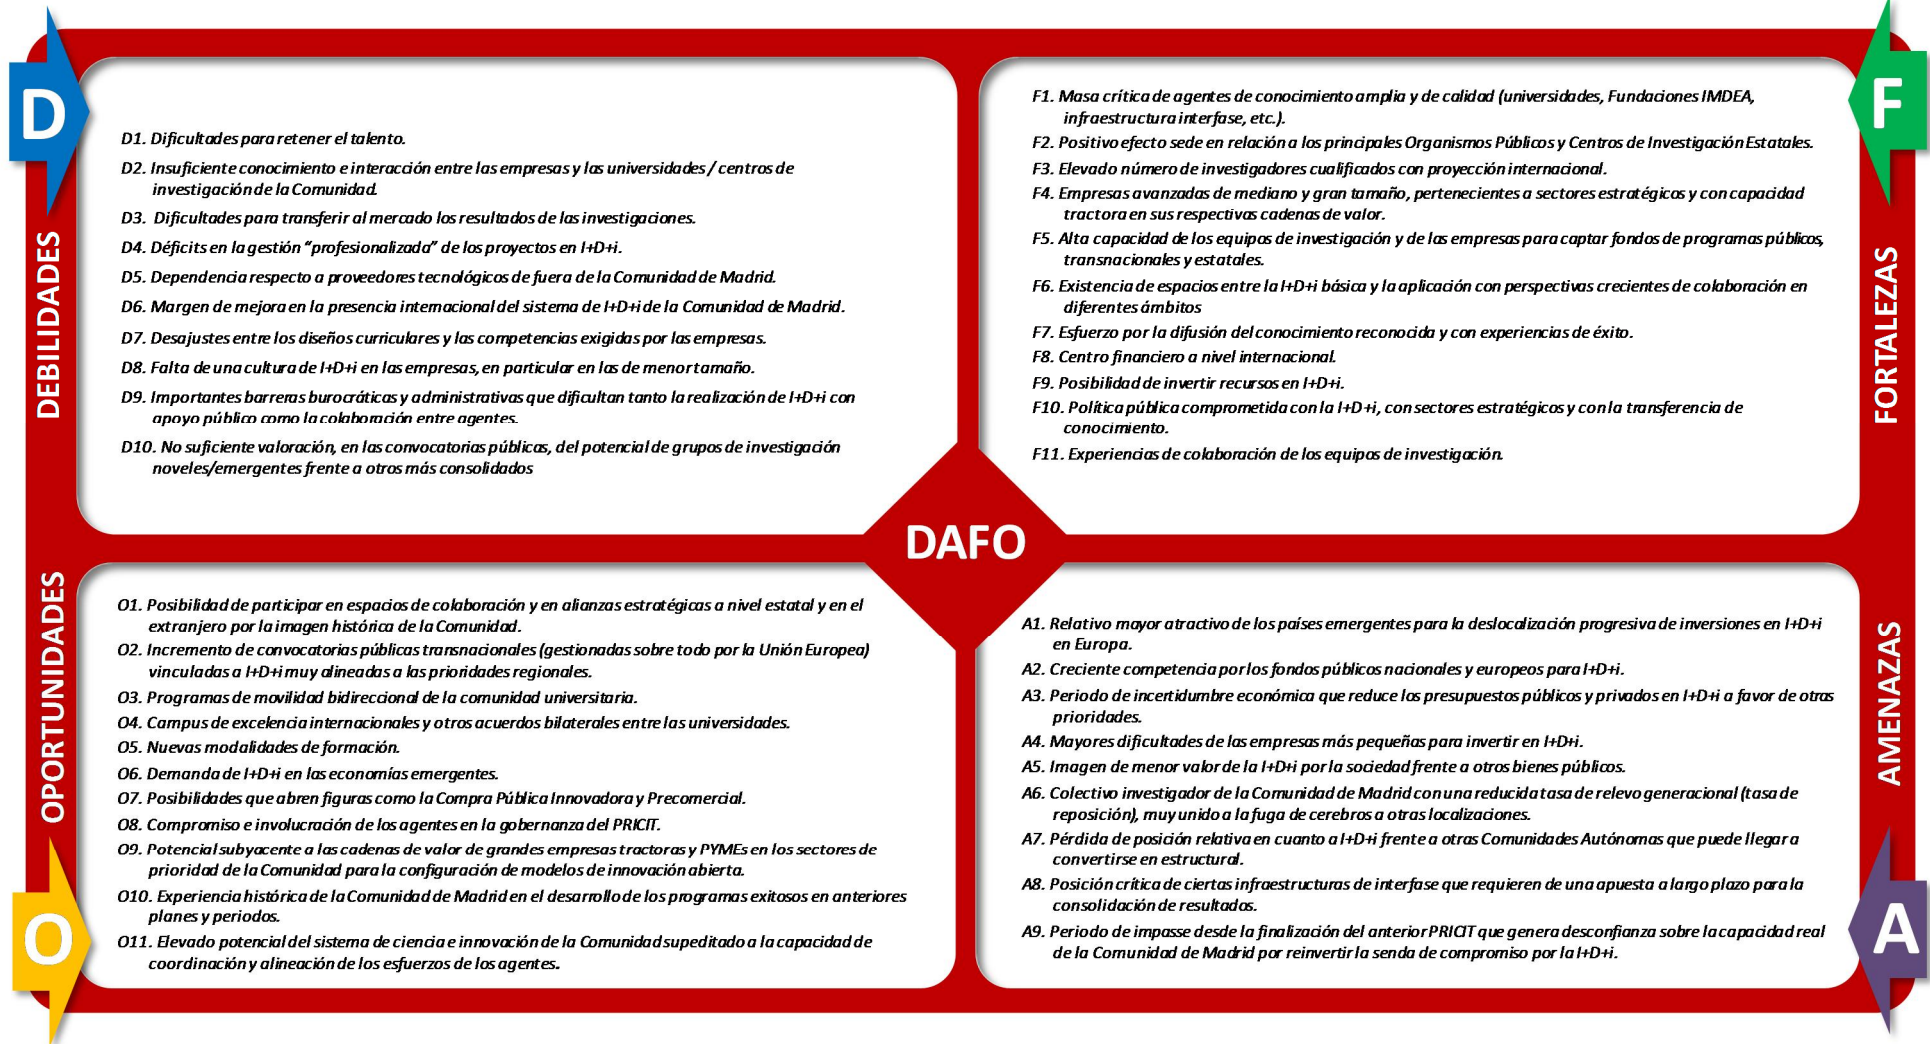 D
DEBILIDADES
D1. Dificultades para retener el talento.
D2. Insuficiente conocimiento e interacción entre las empresas y las universidades / centros de
investigación de la Comunidad.
D3. Dificultades para transferir al mercado los resultados de las investigaciones.
D4. Déficits en la gestión “profesionalizada” de los proyectos en I+D+i.
D5. Dependencia respecto a proveedores tecnológicos de fuera de la Comunidad de Madrid.
D6. Margen de mejora en la presencia internacional del sistema de I+D+i de la Comunidad de Madrid.
D7. Desajustes entre los diseños curriculares y las competencias exigidas por las empresas.
D8. Falta de una cultura de I+D+i en las empresas, en particular en las de menor tamaño.
D9. Importantes barreras burocráticas y administrativas que dificultan tanto la realización de I+D+i con
apoyo público como la colaboración entre agentes.
D10. No suficiente valoración, en las convocatorias públicas, del potencial de grupos de investigación
noveles/emergentes frente a otros más consolidados
F
FORTALEZAS
F1. Masa crítica de agentes de conocimiento amplia y de calidad (universidades, Fundaciones IMDEA,
infraestructura interfase, etc.).
F2. Positivo efecto sede en relación a los principales Organismos Públicos y Centros de Investigación Estatales.
F3. Elevado número de investigadores cualificados con proyección internacional.
F4. Empresas avanzadas de mediano y gran tamaño, pertenecientes a sectores estratégicos y con capacidad
tractora en sus respectivas cadenas de valor.
F5. Alta capacidad de los equipos de investigación y de las empresas para captar fondos de programas públicos,
transnacionales y estatales.
F6. Existencia de espacios entre la I+D+i básica y la aplicación con perspectivas crecientes de colaboración en
diferentes ámbitos
F7. Esfuerzo por la difusión del conocimiento reconocida y con experiencias de éxito.
F8. Centro financiero a nivel internacional.
F9. Posibilidad de invertir recursos en I+D+i.
F10. Política pública comprometida con la I+D+i, con sectores estratégicos y con la transferencia de
conocimiento.
F11. Experiencias de colaboración de los equipos de investigación.
DAFO
O
OPORTUNIDADES
O1. Posibilidad de participar en espacios de colaboración y en alianzas estratégicas a nivel estatal y en el
extranjero por la imagen histórica de la Comunidad.
O2. Incremento de convocatorias públicas transnacionales (gestionadas sobre todo por la Unión Europea)
vinculadas a I+D+i muy alineadas a las prioridades regionales.
O3. Programas de movilidad bidireccional de la comunidad universitaria.
O4. Campus de excelencia internacionales y otros acuerdos bilaterales entre las universidades.
O5. Nuevas modalidades de formación.
O6. Demanda de I+D+i en las economías emergentes.
O7. Posibilidades que abren figuras como la Compra Pública Innovadora y Precomercial.
O8. Compromiso e involucración de los agentes en la gobernanza del PRICIT.
O9. Potencial subyacente a las cadenas de valor de grandes empresas tractoras y PYMEs en los sectores de
prioridad de la Comunidad para la configuración de modelos de innovación abierta.
O10. Experiencia histórica de la Comunidad de Madrid en el desarrollo de los programas exitosos en anteriores
planes y periodos.
O11. Elevado potencial del sistema de ciencia e innovación de la Comunidad supeditado a la capacidad de
coordinación y alineación de los esfuerzos de los agentes.
A
AMENAZAS
A1. Relativo mayor atractivo de los países emergentes para la deslocalización progresiva de inversiones en I+D+i
en Europa.
A2. Creciente competencia por los fondos públicos nacionales y europeos para I+D+i.
A3. Periodo de incertidumbre económica que reduce los presupuestos públicos y privados en I+D+i a favor de otras
prioridades.
A4. Mayores dificultades de las empresas más pequeñas para invertir en I+D+i.
A5. Imagen de menor valor de la I+D+i por la sociedad frente a otros bienes públicos.
A6. Colectivo investigador de la Comunidad de Madrid con una reducida tasa de relevo generacional (tasa de
reposición), muy unido a la fuga de cerebros a otras localizaciones.
A7. Pérdida de posición relativa en cuanto a I+D+i frente a otras Comunidades Autónomas que puede llegar a
convertirse en estructural.
A8. Posición crítica de ciertas infraestructuras de interfase que requieren de una apuesta a largo plazo para la
consolidación de resultados.
A9. Periodo de impasse desde la finalización del anterior PRICIT que genera desconfianza sobre la capacidad real
de la Comunidad de Madrid por reinvertir la senda de compromiso por la I+D+i.